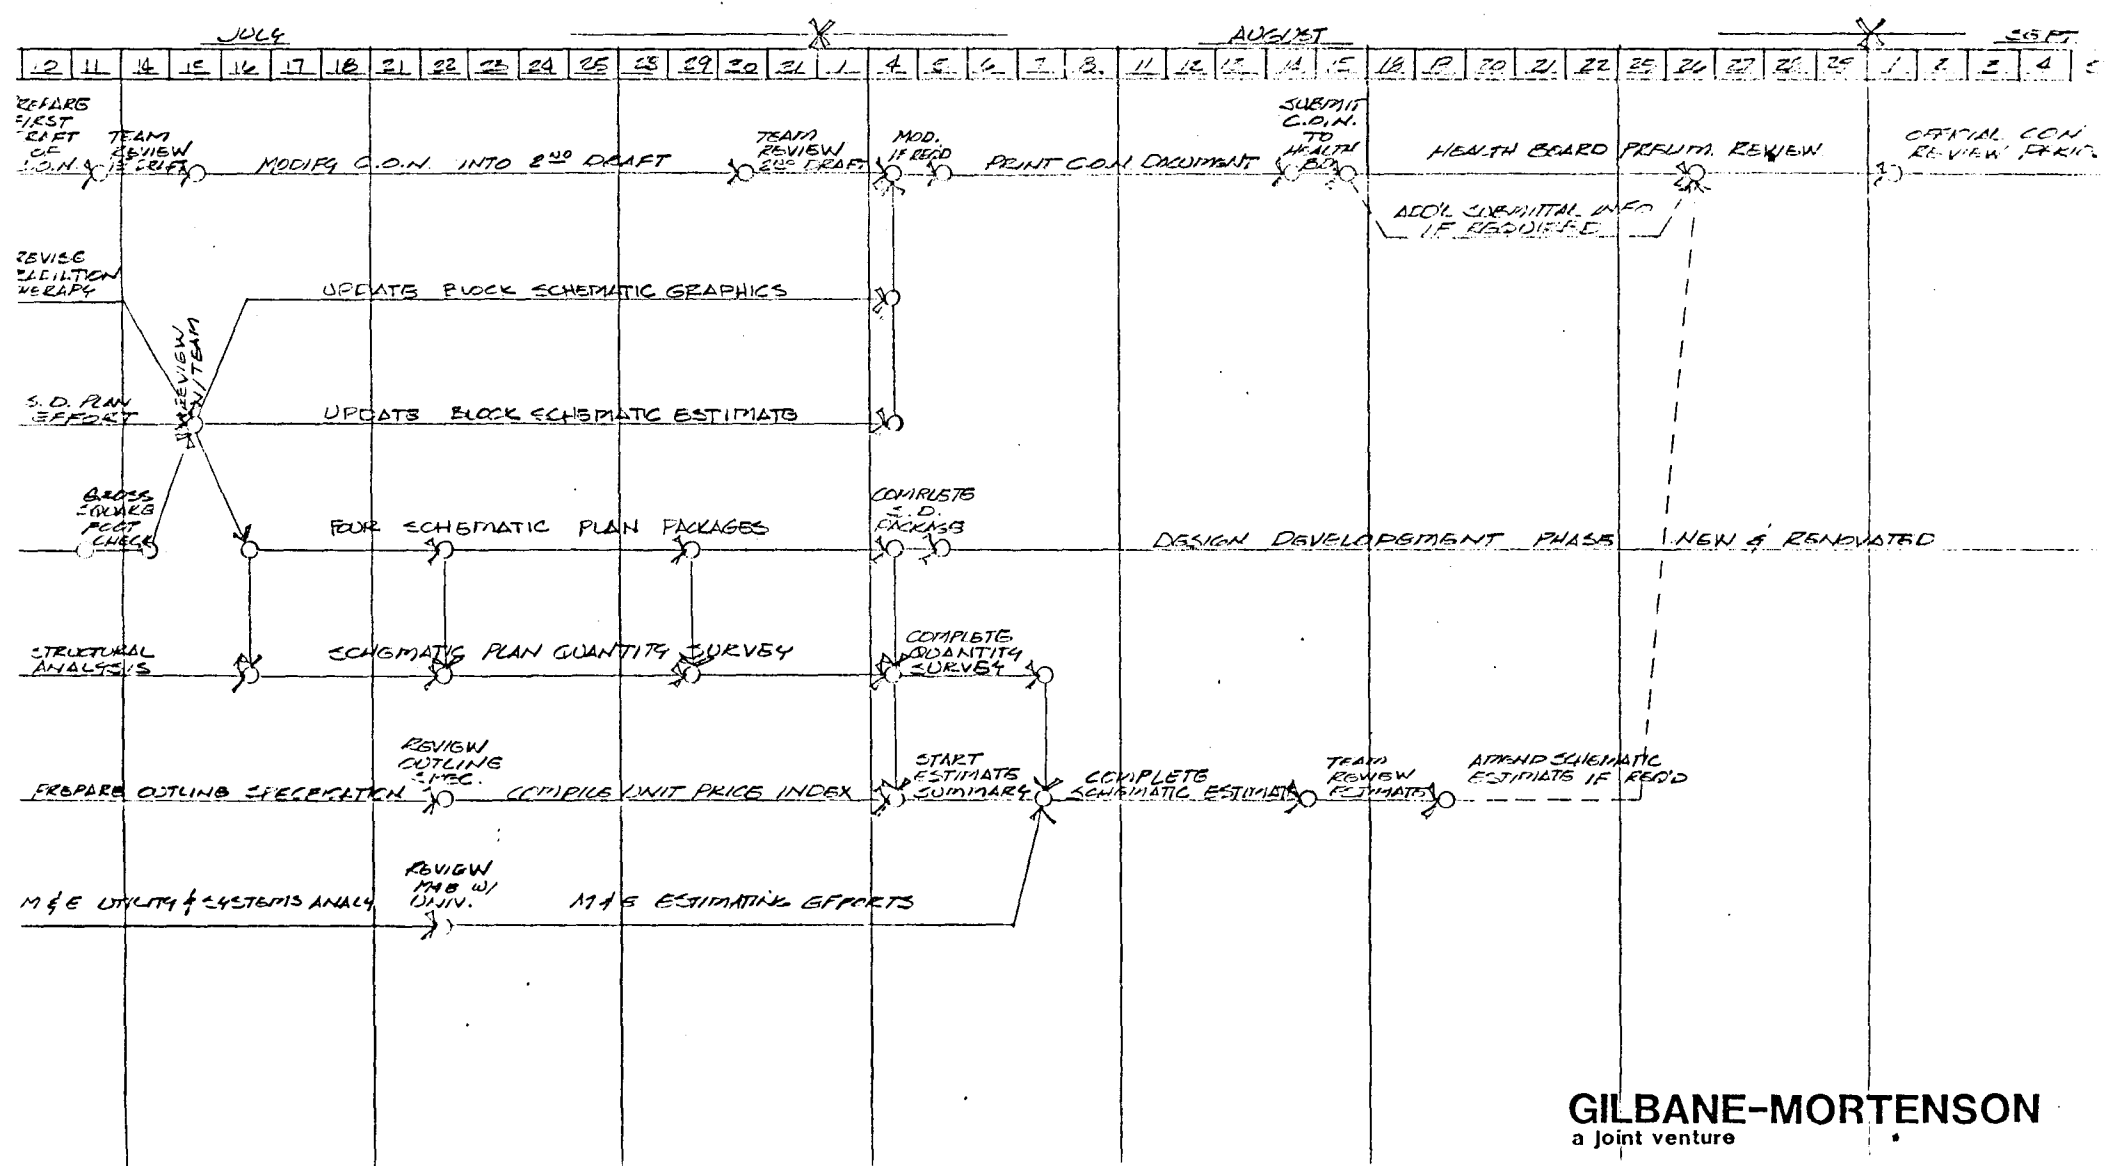 JULY
AUGUST
SEPT
10 11 14 15 16 17 18 21 22 23 24 25 28 29 30 31 1 4 5 6 7 8 11 12 13 14 15 18 19 20 21 22 25 26 27 28 29 1 2 3 4
FIRST
OF
C.O.N.
TEAM
REVIEW
1ST DRAFT
MODIFY C.O.N. INTO 2ND DRAFT
TEAM
REVIEW
2ND DRAFT
MOD.
IF REQ'D
PRINT C.O.N DOCUMENT
SUBMIT
C.O.N.
TO
HEALTH
BD.
HEALTH BOARD PRELIM. REVIEW
OFFICIAL CON
REVIEW PERIO
ADD'L SUBMITTAL INFO
IF REQUIRED
REVISE
UPDATE BLOCK SCHEMATIC GRAPHICS
REVIEW
W/TEAM
S.D. PLAN
EFFORT
UPDATE BLOCK SCHEMATIC ESTIMATE
GROSS
SQUARE
FOOT
CHECK
FOUR SCHEMATIC PLAN PACKAGES
COMPLETE
S.D.
PACKAGE
DESIGN DEVELOPEMENT PHASE NEW & RENOVATED
STRUCTURAL
ANALYSIS
SCHEMATIC PLAN QUANTITY SURVEY
COMPLETE
QUANTITY
SURVEY
PREPARE OUTLINE SPECIFICATION
REVIEW
OUTLINE
SPEC.
COMPILE UNIT PRICE INDEX
START
ESTIMATE
SUMMARY
COMPLETE
SCHEMATIC ESTIMATE
TEAM
REVIEW
ESTIMATE
AMEND SCHEMATIC
ESTIMATE IF REQ'D
M & E UTILITY & SYSTEMS ANALY
REVIEW
M&E W/
UNIV.
M & E ESTIMATING EFFORTS
GILBANE-MORTENSON
a joint venture